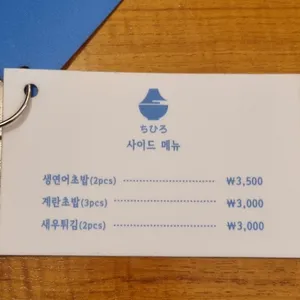 ちひろ
사이드 메뉴
생연어초밥(2pcs) ₩3,500
계란초밥(3pcs) ₩3,000
새우튀김(2pcs) ₩3,000